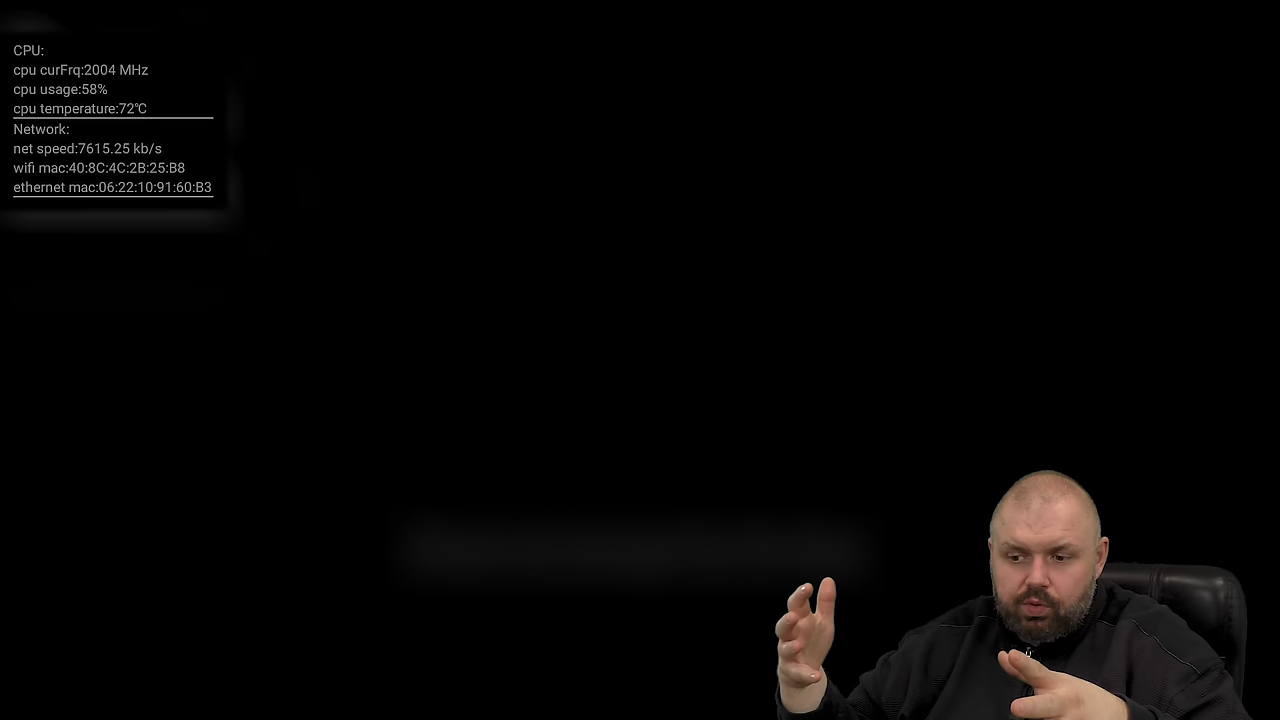 CPU:
cpu curFrq:2004 MHz
cpu usage:58%
cpu temperature:72℃
Network:
net speed:7615.25 kb/s
wifi mac:40:8C:4C:2B:25:B8
ethernet mac:06:22:10:91:60:B3